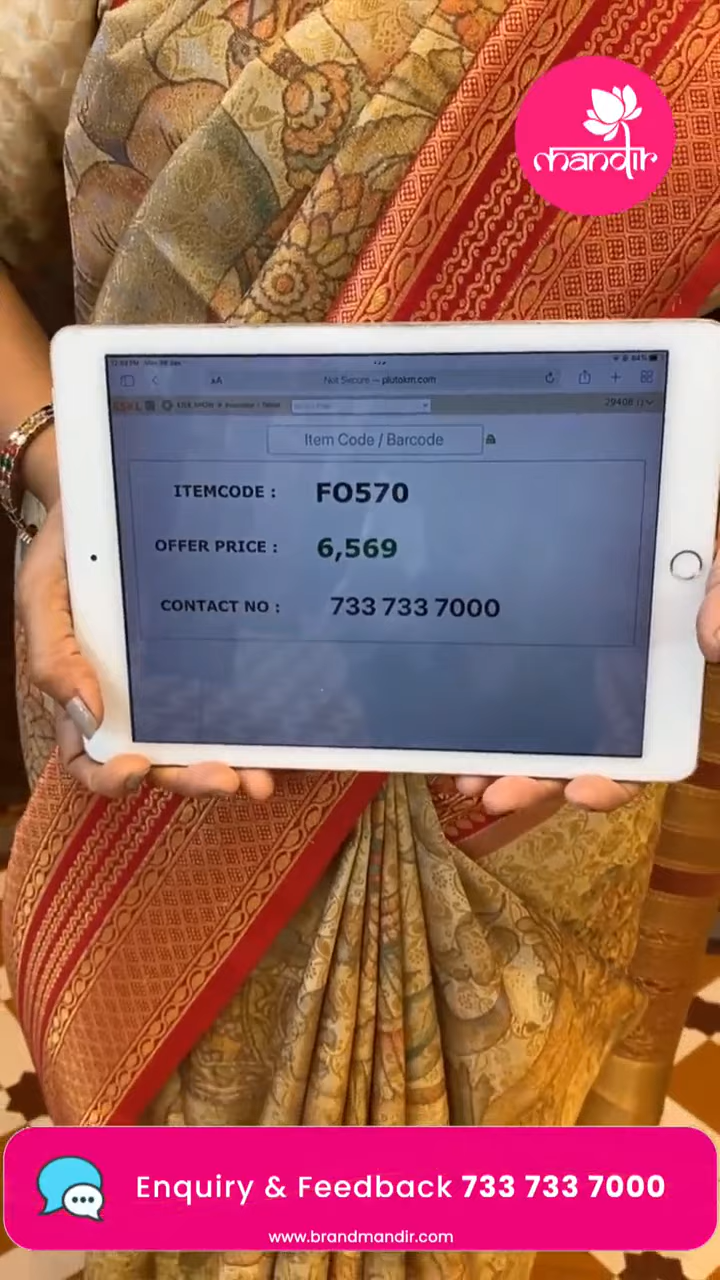 mandir
Not Secure — plutokm.com
29408
Item Code / Barcode
ITEMCODE : FO570
OFFER PRICE : 6,569
CONTACT NO : 733 733 7000
Enquiry & Feedback 733 733 7000
www.brandmandir.com